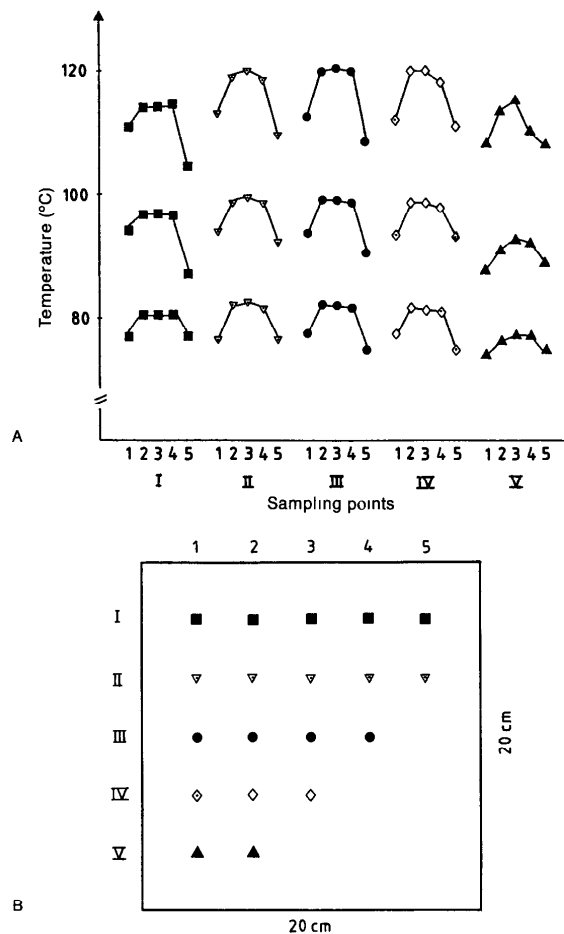 120
100
80
Temperature (ºC)
A
1 2 3 4 5 1 2 3 4 5 1 2 3 4 5 1 2 3 4 5 1 2 3 4 5
I II III IV V
Sampling points
1 2 3 4 5
I
II
III
IV
V
20 cm
B
20 cm